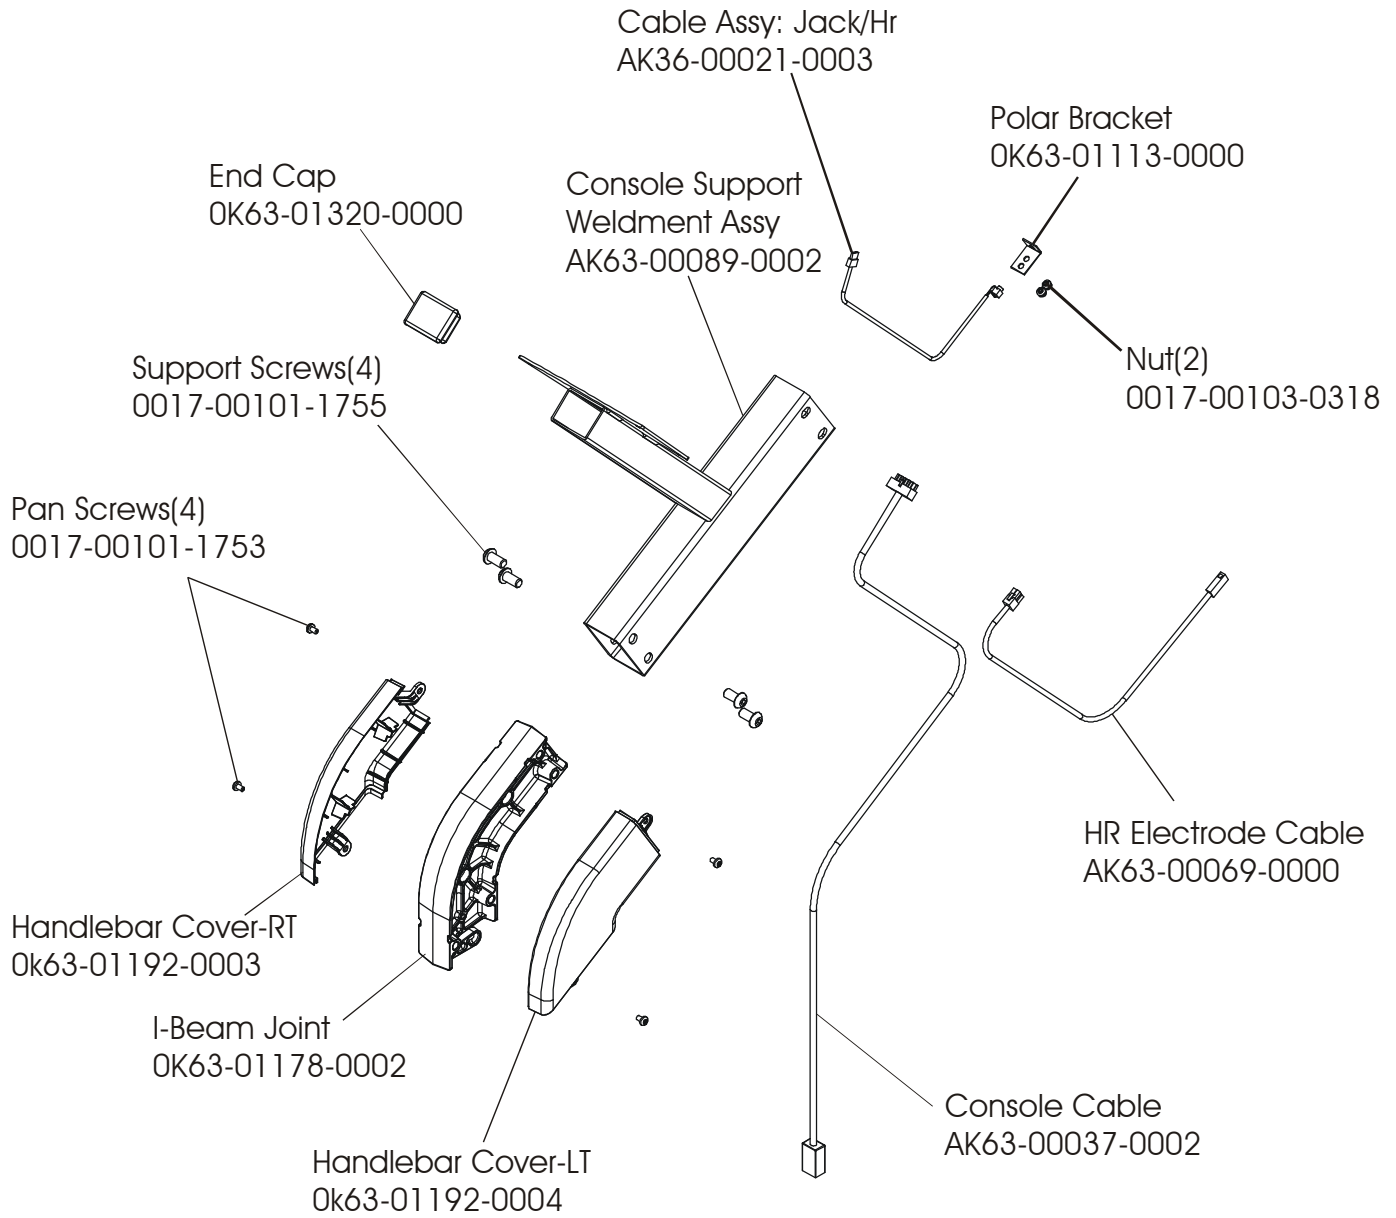 Cable Assy: Jack/Hr
AK36-00021-0003
Polar Bracket
0K63-01113-0000
End Cap
0K63-01320-0000
Console Support
Weldment Assy
AK63-00089-0002
Support Screws(4)
0017-00101-1755
Nut(2)
0017-00103-0318
Pan Screws(4)
0017-00101-1753
HR Electrode Cable
AK63-00069-0000
Handlebar Cover-RT
0k63-01192-0003
I-Beam Joint
0K63-01178-0002
Console Cable
AK63-00037-0002
Handlebar Cover-LT
0k63-01192-0004